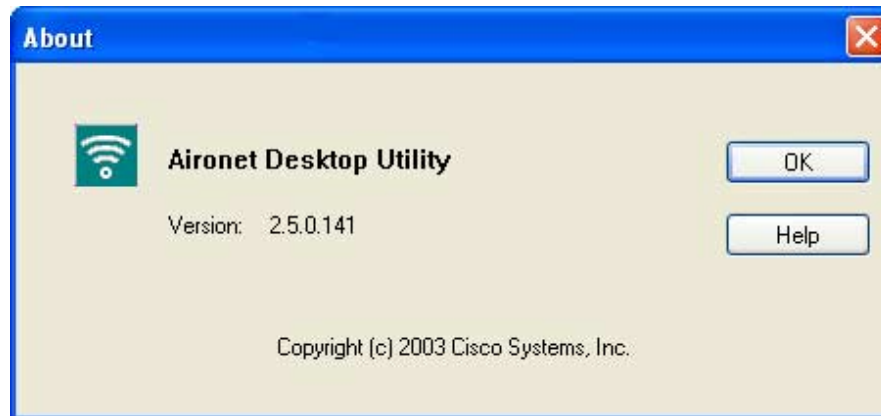 About
Aironet Desktop Utility
OK
Version: 2.5.0.141
Help
Copyright (c) 2003 Cisco Systems, Inc.